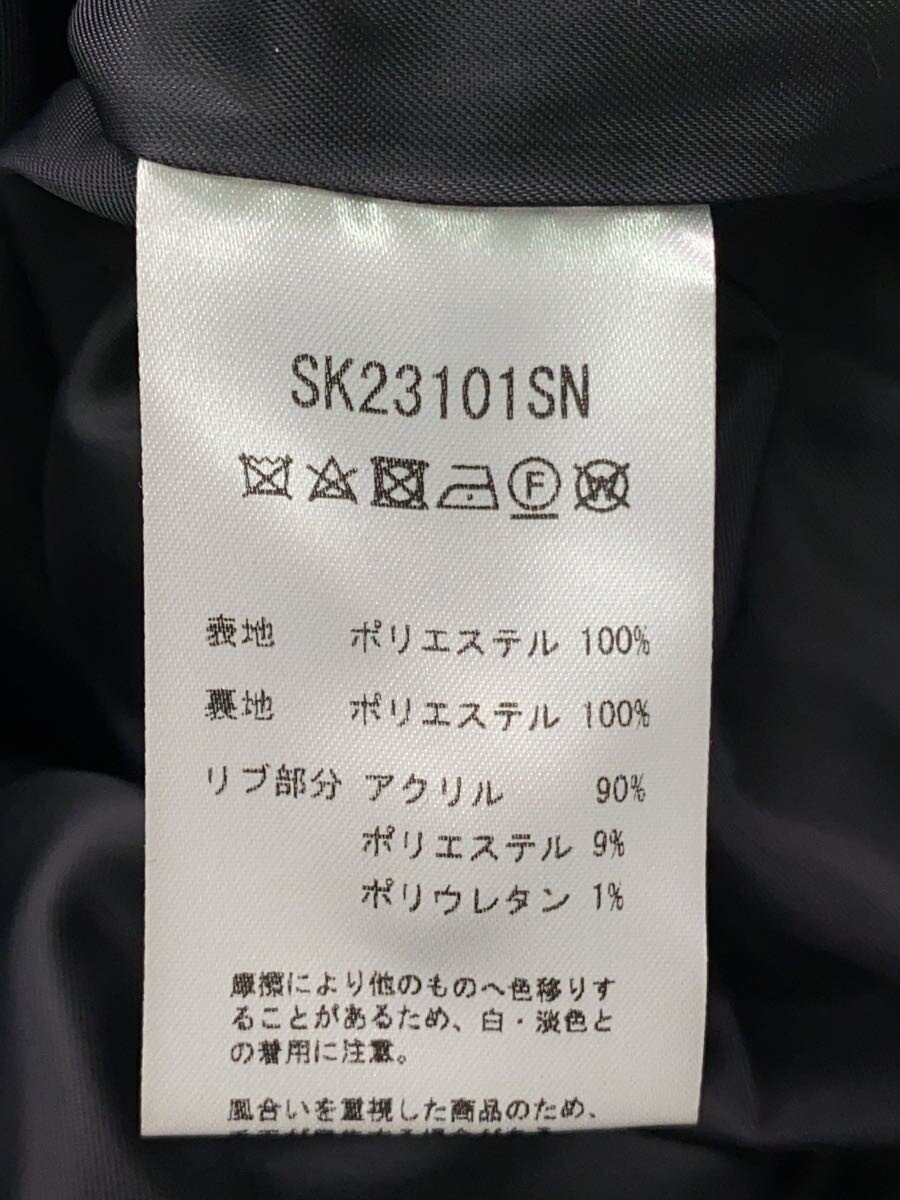 SK23101SN
F W
表地 ポリエステル 100%
裏地 ポリエステル 100%
リブ部分 アクリル 90%
ポリエステル 9%
ポリウレタン 1%
摩擦により他のものへ色移りす
ることがあるため、白・淡色と
の着用に注意。
風合いを重視した商品のため、